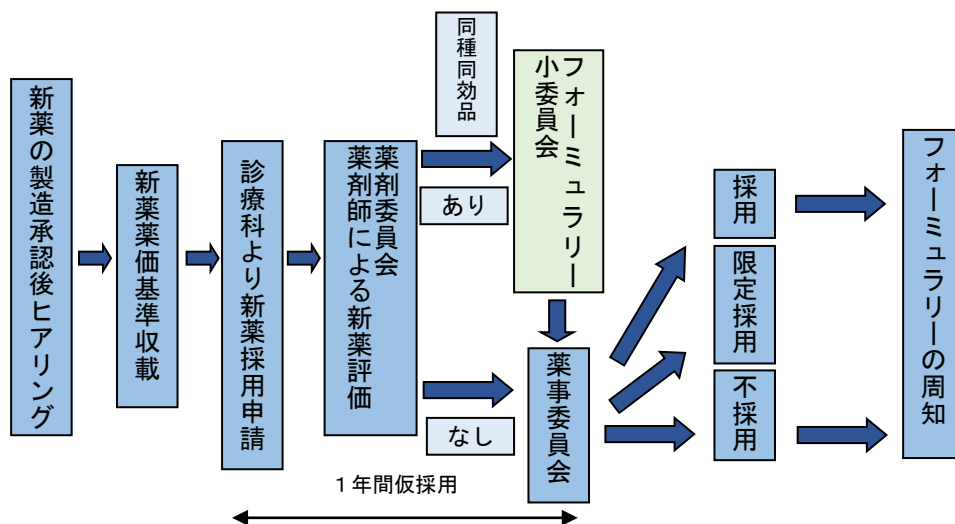 新薬の製造承認後ヒアリング
新薬薬価基準収載
診療科より新薬採用申請
薬剤委員会
薬剤師による新薬評価
同種同効品
あり
なし
フォーミュラリー
小委員会
薬事委員会
採用
限定採用
不採用
フォーミュラリーの周知
１年間仮採用